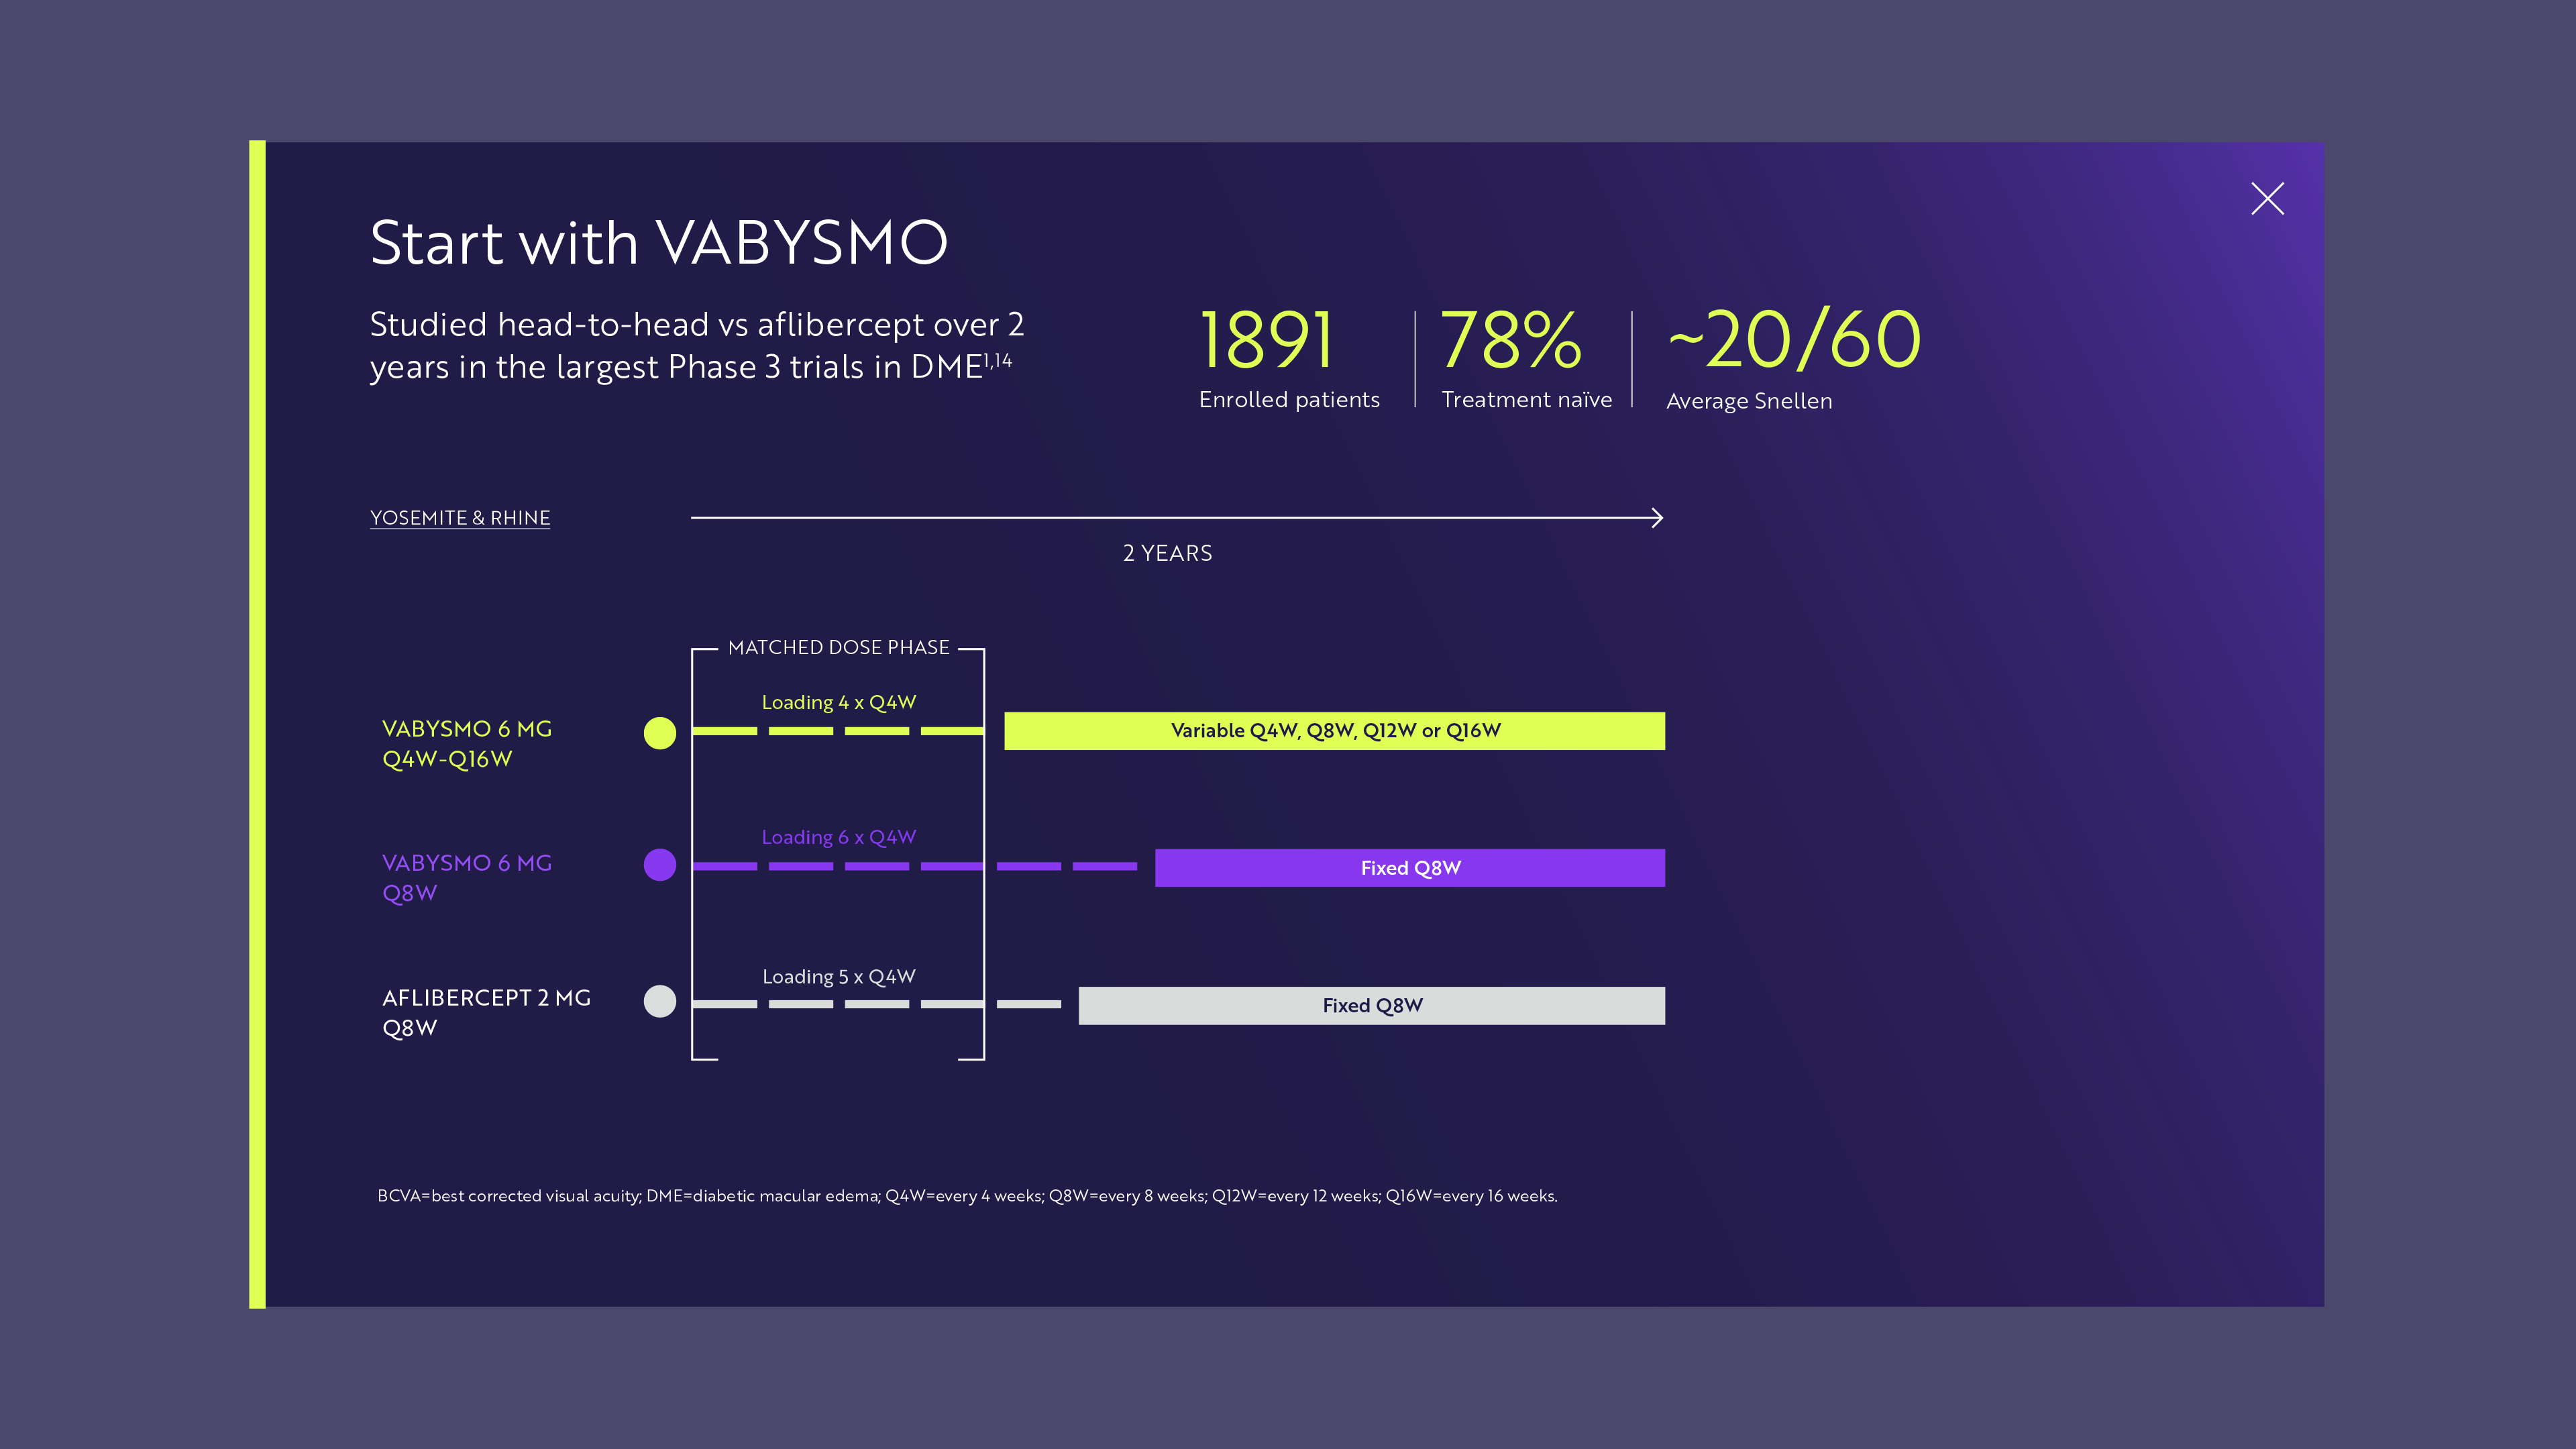 Start with VABYSMO
Studied head-to-head vs aflibercept over 2
years in the largest Phase 3 trials in DME1,14
1891
Enrolled patients
78%
Treatment naïve
~20/60
Average Snellen
YOSEMITE & RHINE
2 YEARS
MATCHED DOSE PHASE
VABYSMO 6 MG
Q4W-Q16W
Loading 4 x Q4W
Variable Q4W, Q8W, Q12W or Q16W
VABYSMO 6 MG
Q8W
Loading 6 x Q4W
Fixed Q8W
AFLIBERCEPT 2 MG
Q8W
Loading 5 x Q4W
Fixed Q8W
BCVA=best corrected visual acuity; DME=diabetic macular edema; Q4W=every 4 weeks; Q8W=every 8 weeks; Q12W=every 12 weeks; Q16W=every 16 weeks.